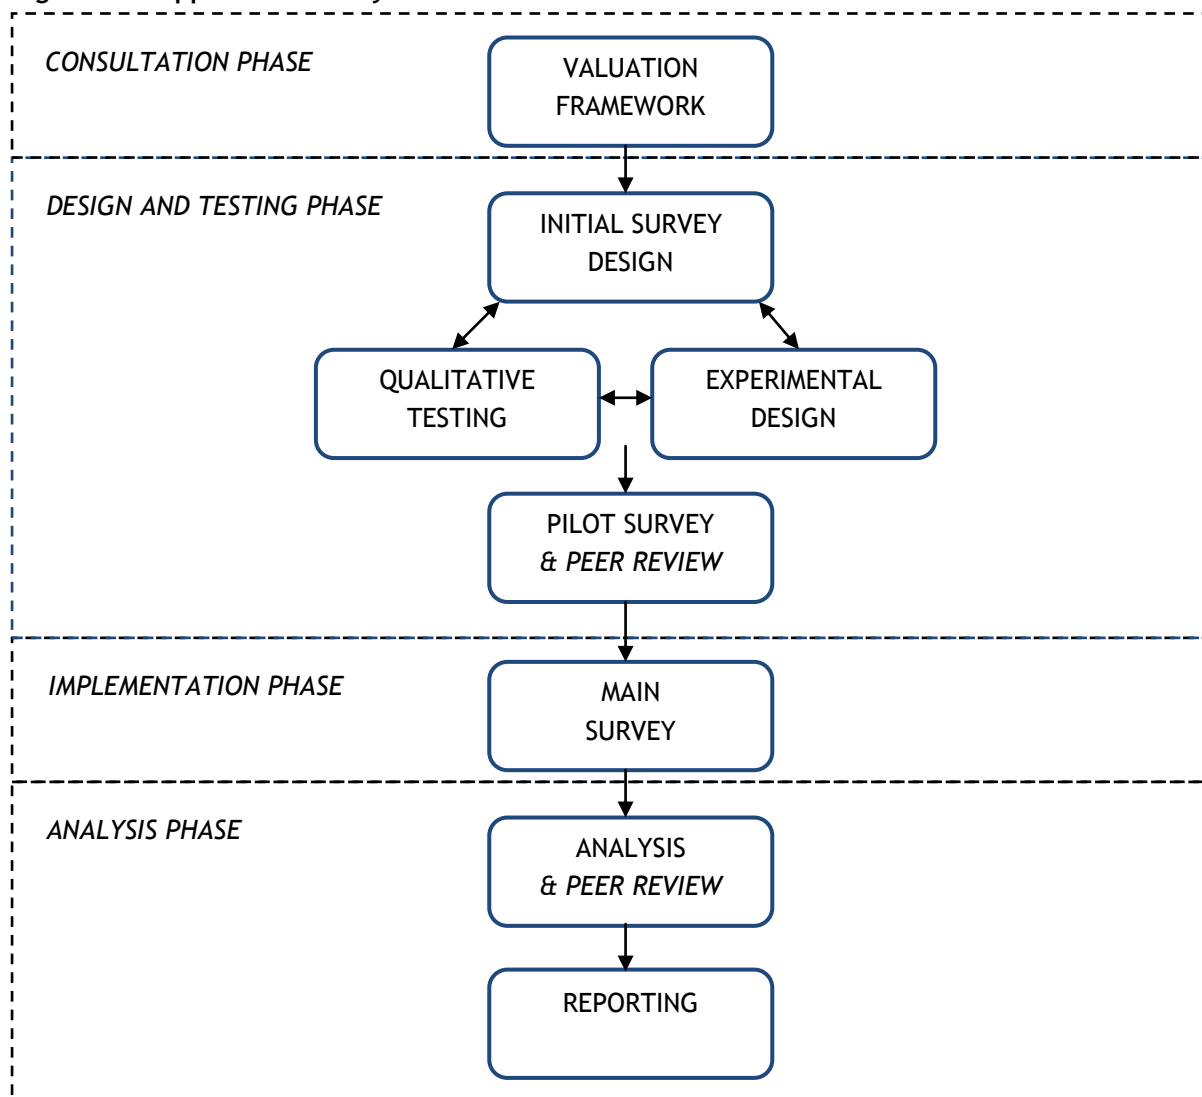 CONSULTATION PHASE
VALUATION
FRAMEWORK
DESIGN AND TESTING PHASE
INITIAL SURVEY
DESIGN
QUALITATIVE
TESTING
EXPERIMENTAL
DESIGN
PILOT SURVEY
& PEER REVIEW
IMPLEMENTATION PHASE
MAIN
SURVEY
ANALYSIS PHASE
ANALYSIS
& PEER REVIEW
REPORTING